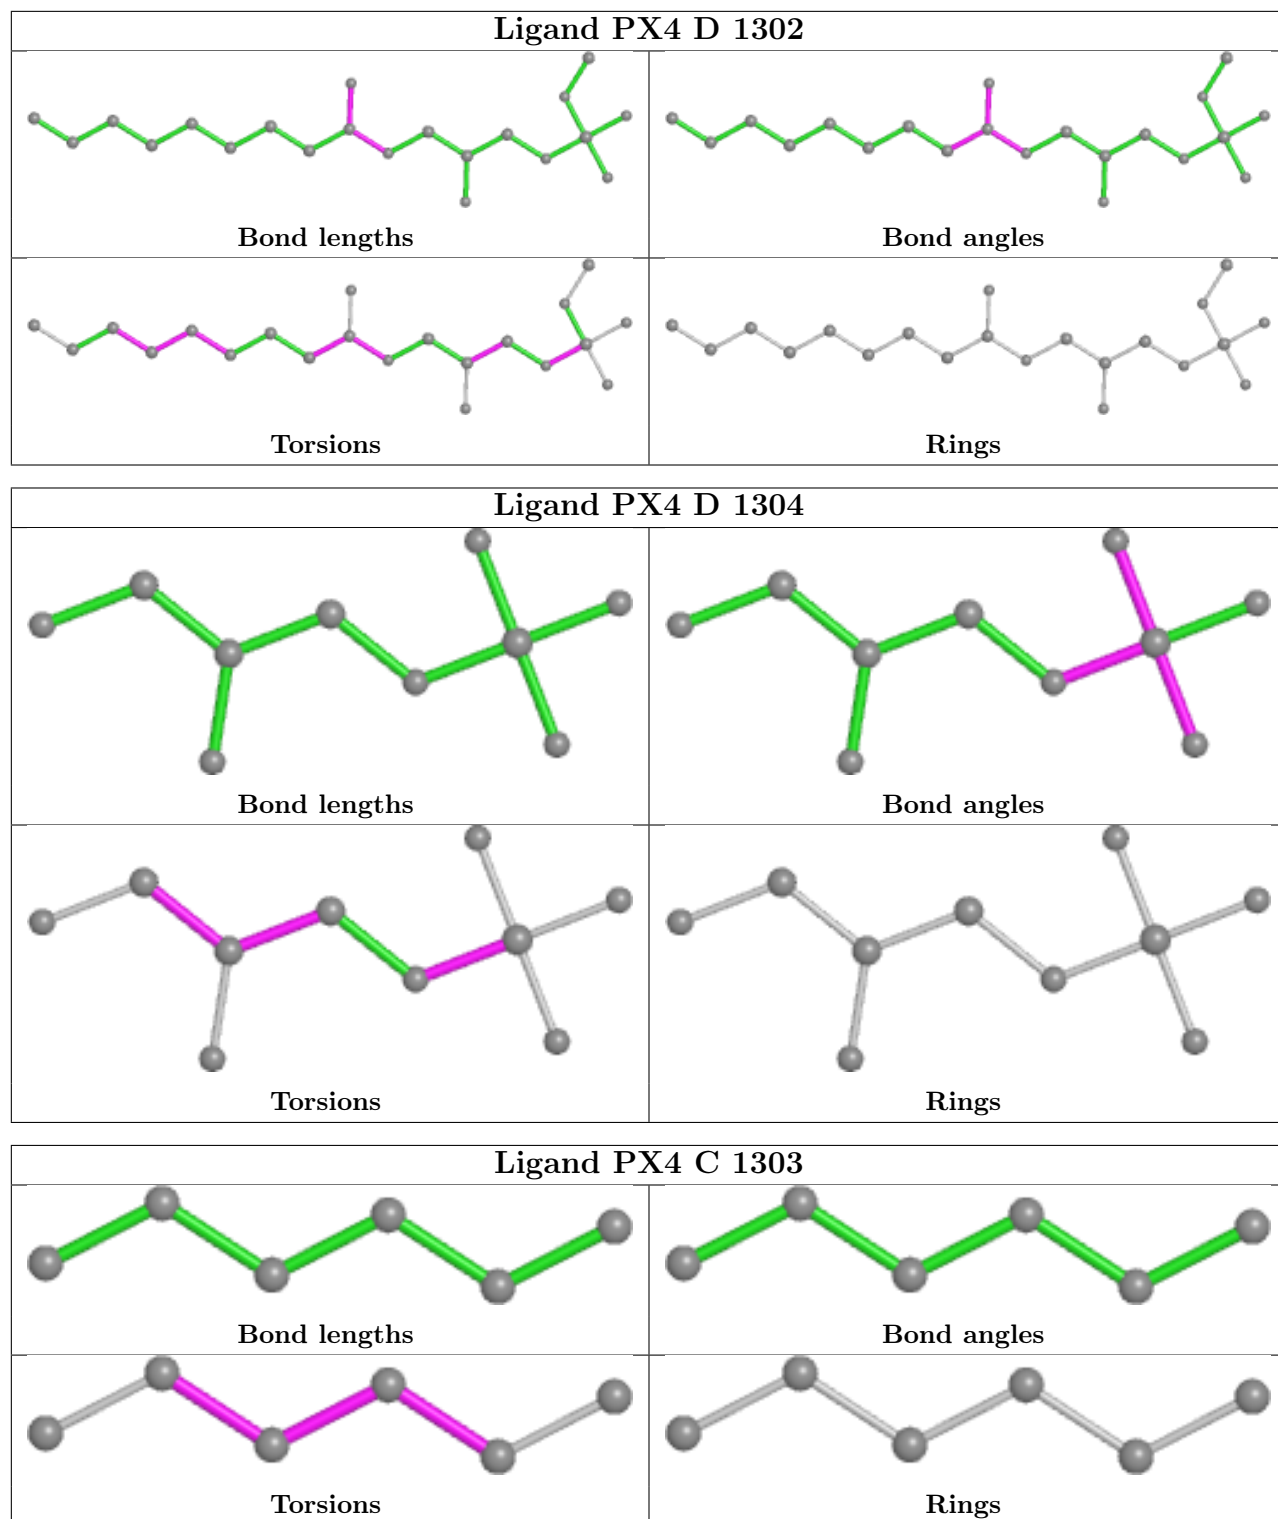 Ligand PX4 D 1302
Bond lengths
Bond angles
Torsions
Rings
Ligand PX4 D 1304
Bond lengths
Bond angles
Torsions
Rings
Ligand PX4 C 1303
Bond lengths
Bond angles
Torsions
Rings